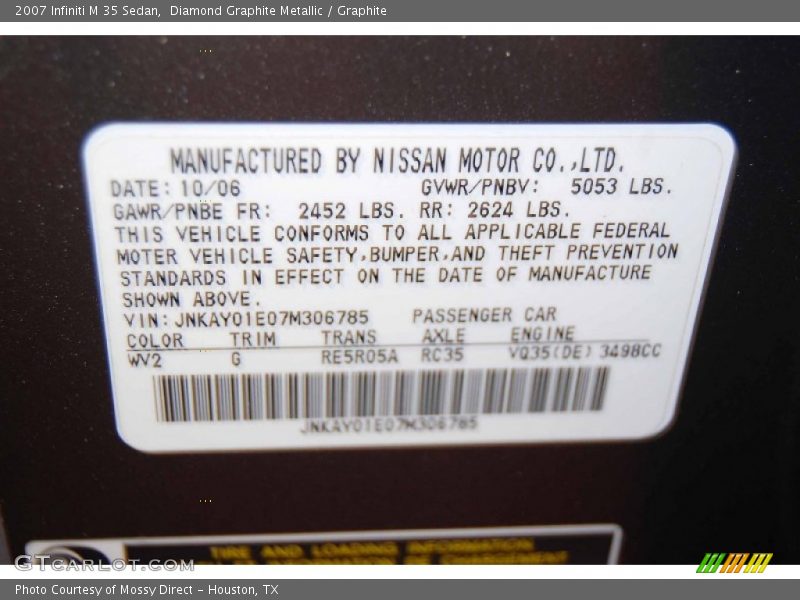 2007 Infiniti M 35 Sedan,  Diamond Graphite Metallic / Graphite
MANUFACTURED BY NISSAN MOTOR CO.,LTD.
DATE: 10/06 GVWR/PNBV: 5053 LBS.
GAWR/PNBE FR: 2452 LBS. RR: 2624 LBS.
THIS VEHICLE CONFORMS TO ALL APPLICABLE FEDERAL
MOTER VEHICLE SAFETY,BUMPER,AND THEFT PREVENTION
STANDARDS IN EFFECT ON THE DATE OF MANUFACTURE
SHOWN ABOVE.
VIN: JNKAY01E07M306785 PASSENGER CAR
COLOR TRIM TRANS AXLE ENGINE
WV2 G RE5R05A RC35 VQ35(DE) 3498CC
JNKAY01E07M306785
TIRE AND LOADING INFORMATION
GTCarLot.com
Photo Courtesy of Mossy Direct - Houston, TX